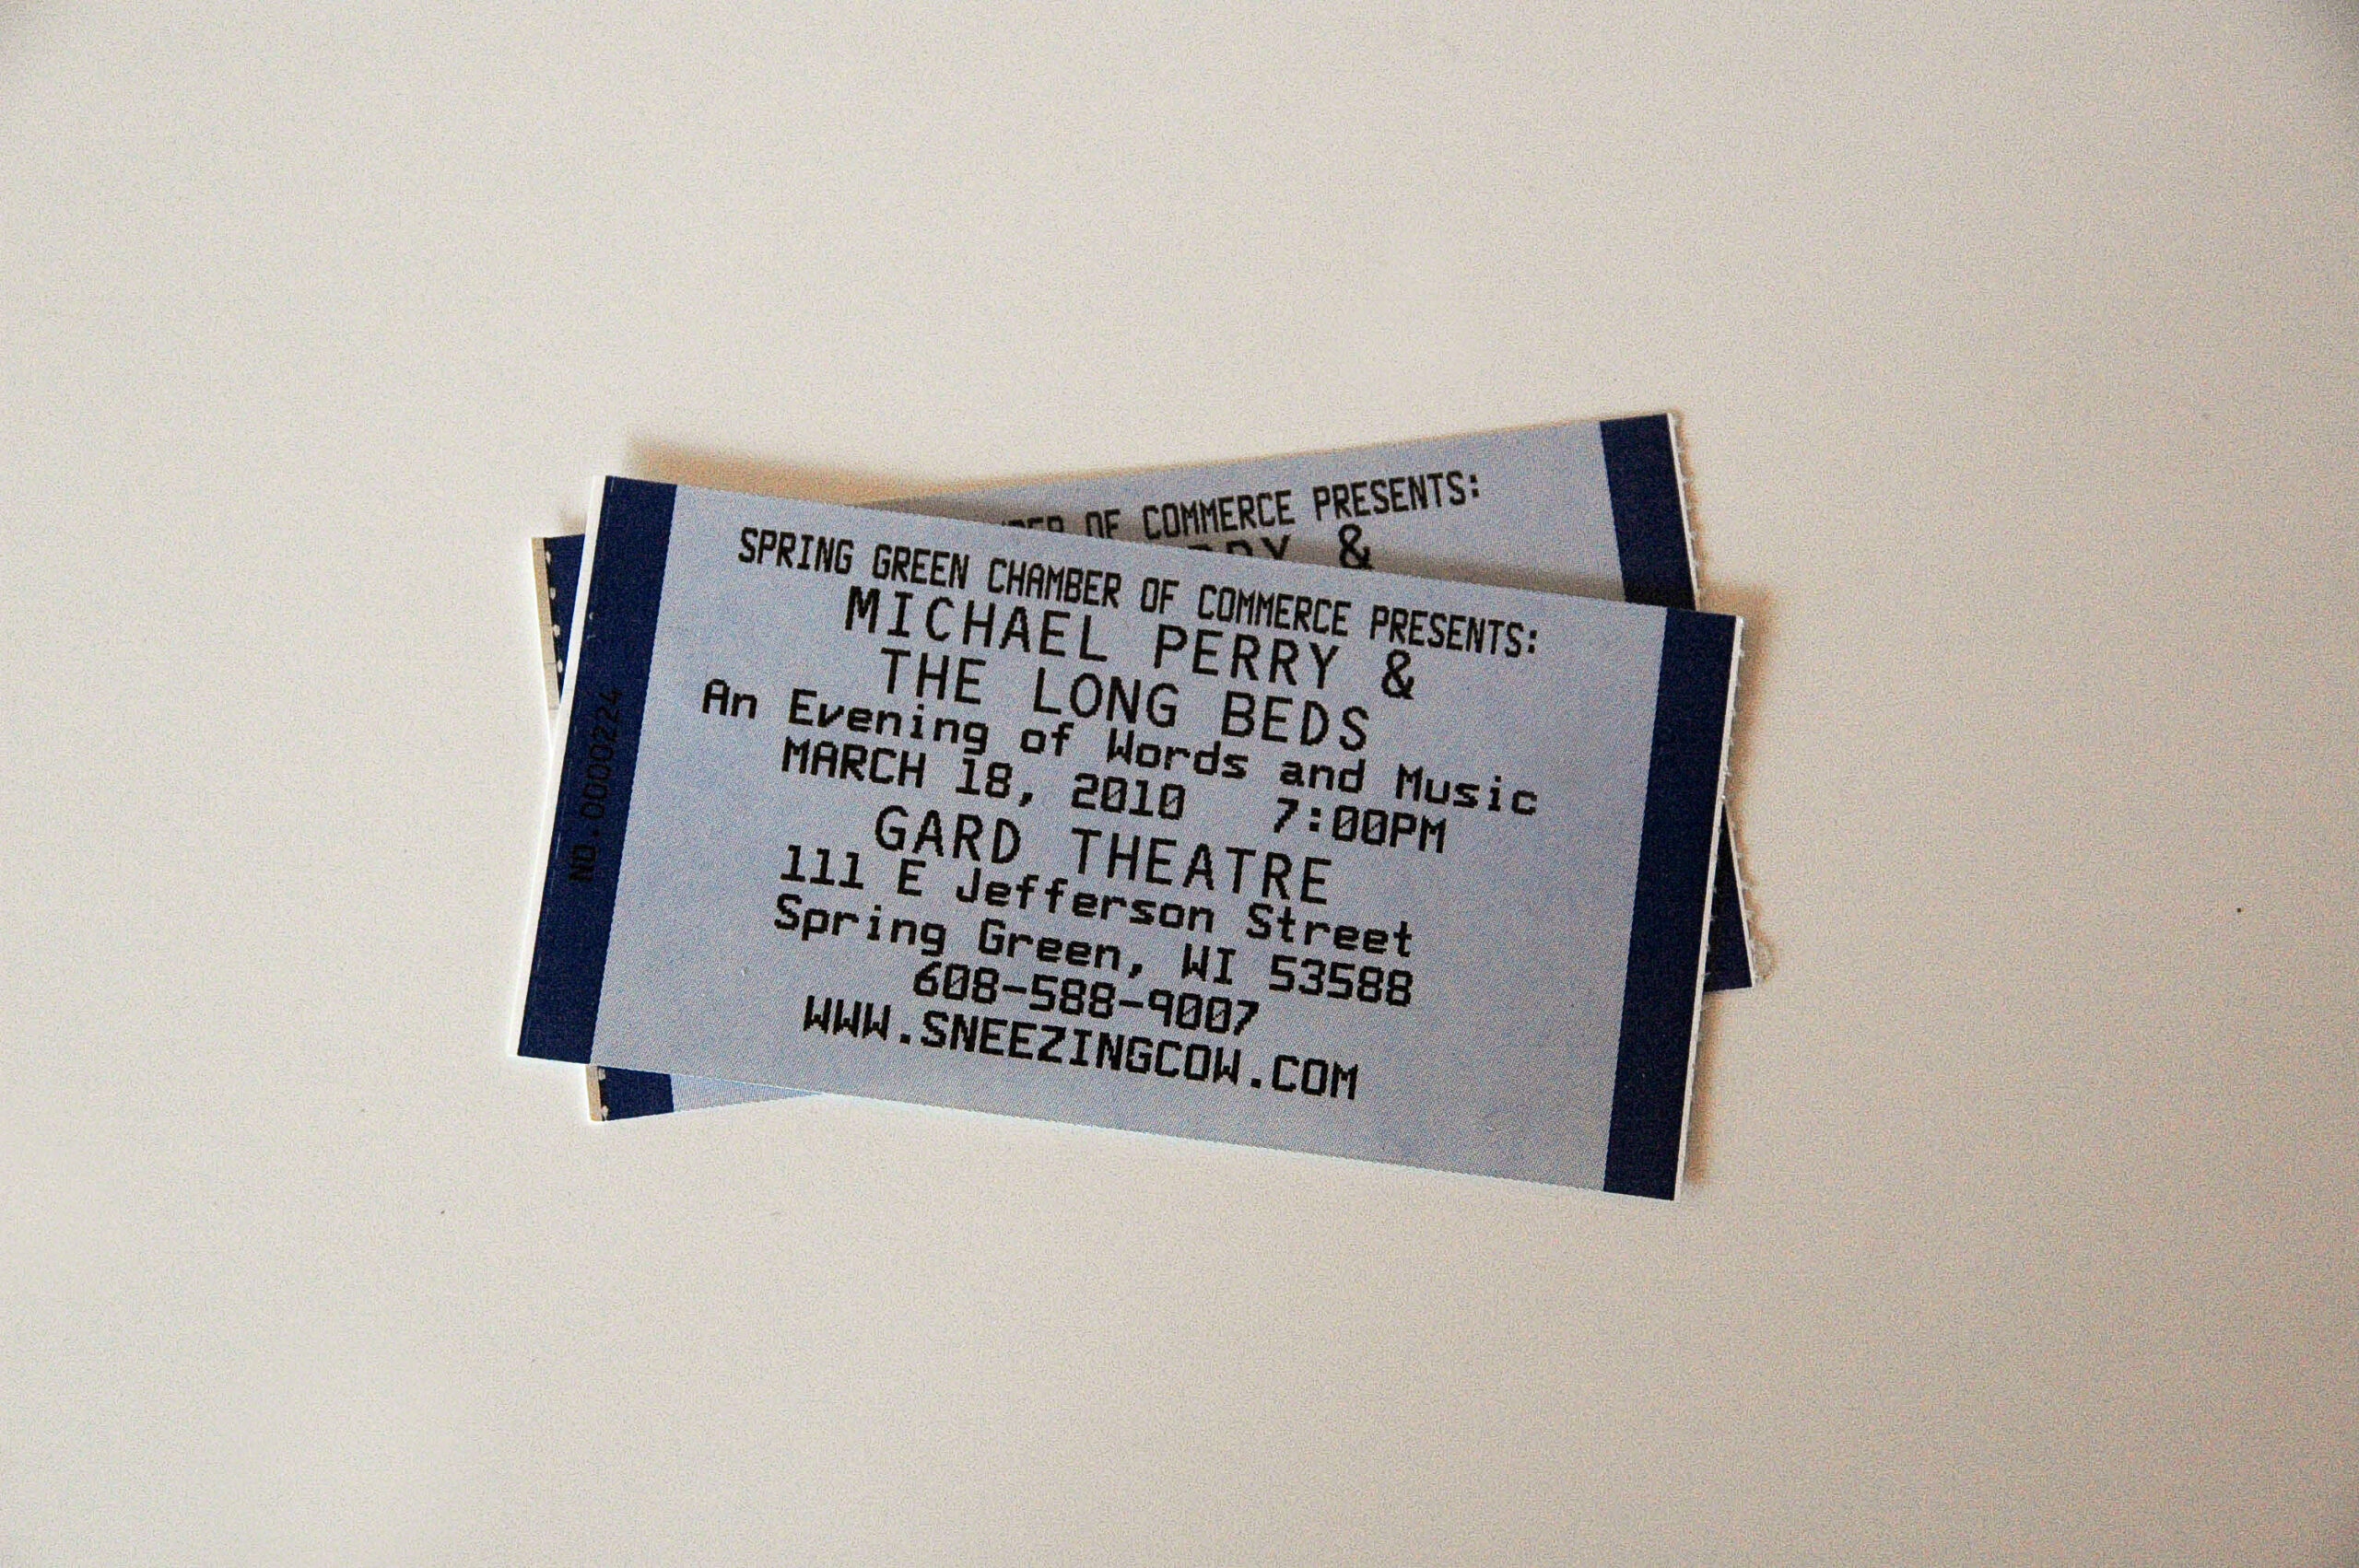 OF COMMERCE PRESENTS:
&
SPRING GREEN CHAMBER OF COMMERCE PRESENTS:
MICHAEL PERRY &
THE LONG BEDS
An Evening of Words and Music
MARCH 18, 2010 7:00PM
GARD THEATRE
111 E Jefferson Street
Spring Green, WI 53588
608-588-9007
WWW.SNEEZINGCOW.COM
NO.0000224